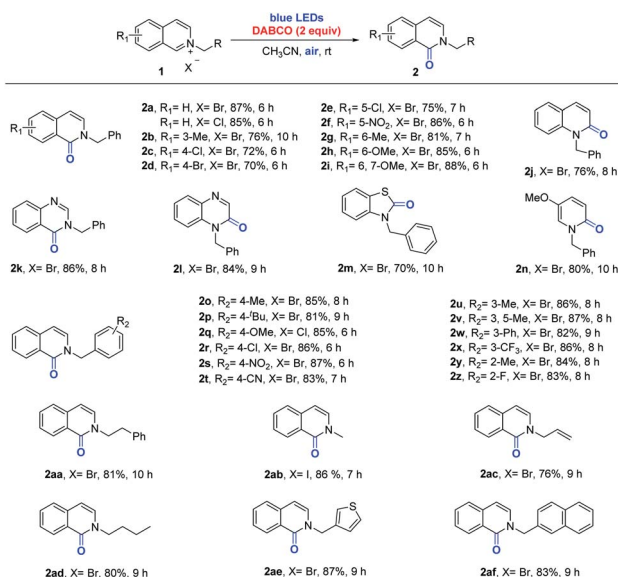 blue LEDs
DABCO (2 equiv)
CH₃CN, air, rt
R₁
N⁺
R
X⁻
1
R₁
N
R
O
2
R₁
N
Ph
O
2a, R₁= H, X= Br, 87%, 6 h
H, X= Cl, 85%, 6 h
2b, R₁= 3-Me, X= Br, 76%, 10 h
2c, R₁= 4-Cl, X= Br, 72%, 6 h
2d, R₁= 4-Br, X= Br, 70%, 6 h
2e, R₁= 5-Cl, X= Br, 75%, 7 h
2f, R₁= 5-NO₂, X= Br, 86%, 6 h
2g, R₁= 6-Me, X= Br, 81%, 7 h
2h, R₁= 6-OMe, X= Br, 85%, 6 h
2i, R₁= 6, 7-OMe, X= Br, 88%, 6 h
N
O
Ph
2j, X= Br, 76%, 8 h
N
N
Ph
O
2k, X= Br, 86%, 8 h
N
N
O
Ph
2l, X= Br, 84%, 9 h
S
O
N
2m, X= Br, 70%, 10 h
MeO
N
O
Ph
2n, X= Br, 80%, 10 h
R₂
N
O
2o, R₂= 4-Me, X= Br, 85%, 8 h
2p, R₂= 4-ᵗBu, X= Br, 81%, 9 h
2q, R₂= 4-OMe, X= Cl, 85%, 6 h
2r, R₂= 4-Cl, X= Br, 86%, 6 h
2s, R₂= 4-NO₂, X= Br, 87%, 6 h
2t, R₂= 4-CN, X= Br, 83%, 7 h
2u, R₂= 3-Me, X= Br, 86%, 8 h
2v, R₂= 3, 5-Me, X= Br, 87%, 8 h
2w, R₂= 3-Ph, X= Br, 82%, 9 h
2x, R₂= 3-CF₃, X= Br, 86%, 8 h
2y, R₂= 2-Me, X= Br, 84%, 8 h
2z, R₂= 2-F, X= Br, 83%, 8 h
N
Ph
O
2aa, X= Br, 81%, 10 h
N
O
2ab, X= I, 86 %, 7 h
N
O
2ac, X= Br, 76%, 9 h
N
O
2ad, X= Br, 80%, 9 h
S
N
O
2ae, X= Br, 87%, 9 h
N
O
2af, X= Br, 83%, 9 h